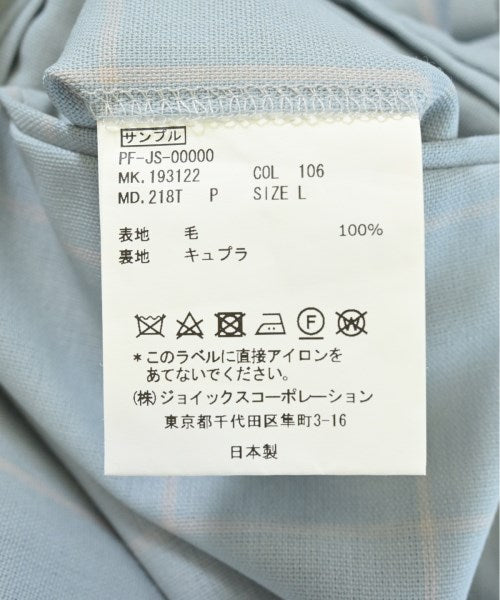 サンプル
PF-JS-00000
MK.193122 COL 106
MD.218T P SIZE L
表地 毛 100%
裏地 キュプラ
F W
*このラベルに直接アイロンを
あてないでください。
(株)ジョイックスコーポレーション
東京都千代田区隼町3-16
日本製